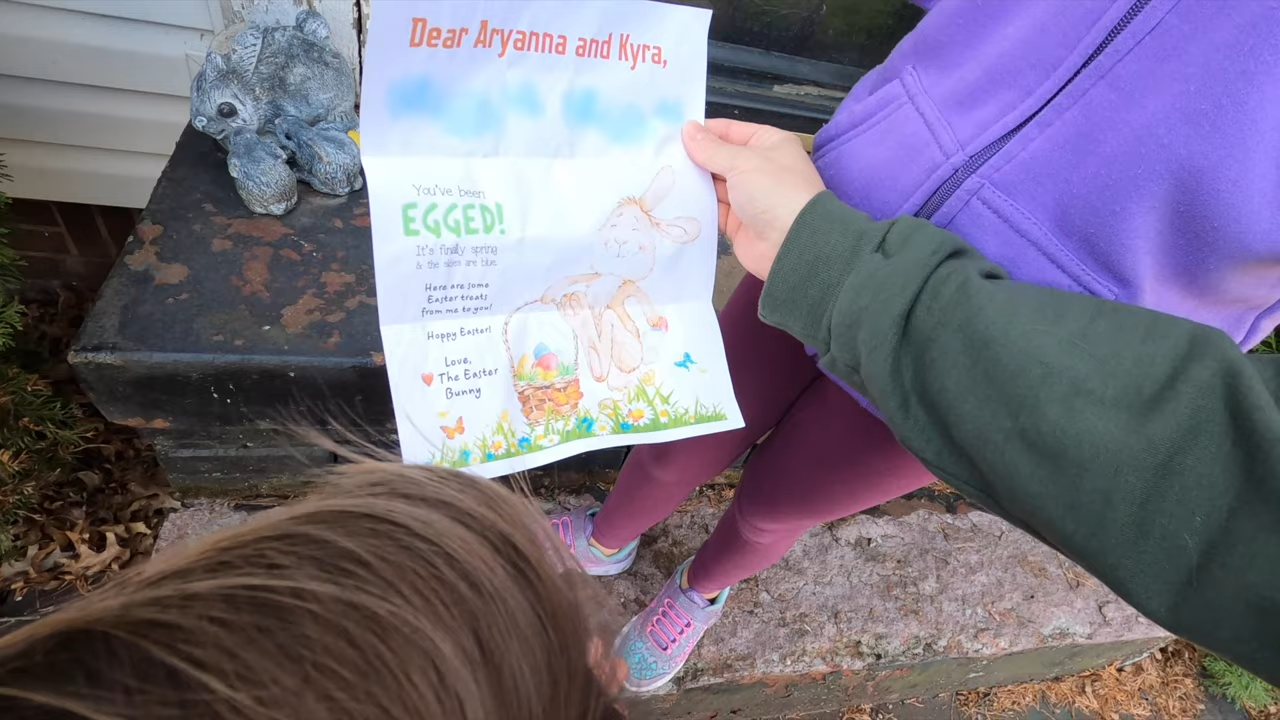 Dear Aryanna and Kyra,
You've been
EGGED!
It's finally spring
& the skies are blue.
Here are some
Easter treats
from me to you!
Hoppy Easter!
Love,
The Easter
Bunny